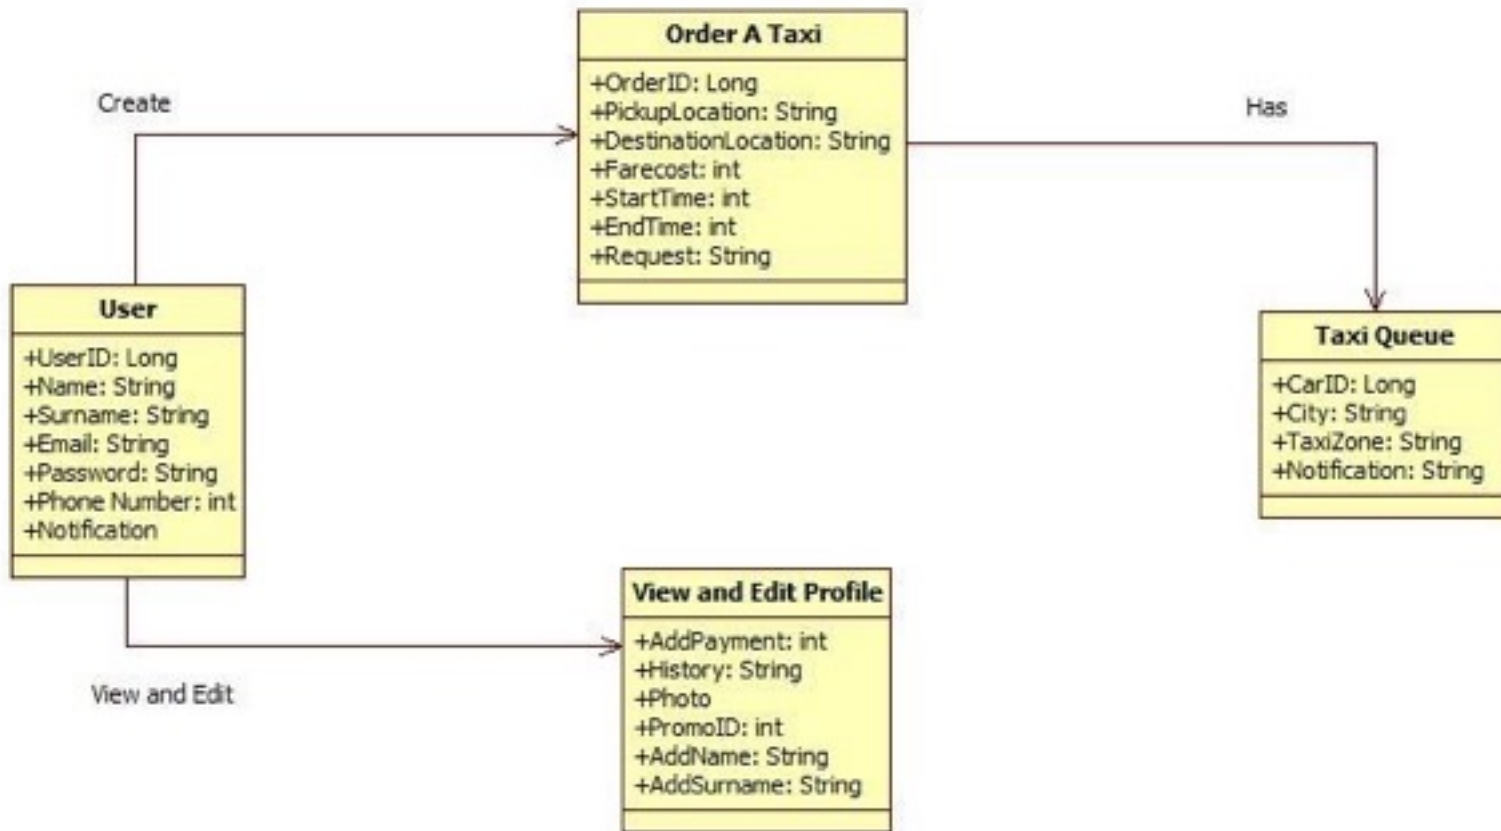 Order A Taxi
+OrderID: Long
+PickupLocation: String
+DestinationLocation: String
+Farecost: int
+StartTime: int
+EndTime: int
+Request: String
Create
Has
User
+UserID: Long
+Name: String
+Surname: String
+Email: String
+Password: String
+Phone Number: int
+Notification
Taxi Queue
+CarID: Long
+City: String
+TaxiZone: String
+Notification: String
View and Edit
View and Edit Profile
+AddPayment: int
+History: String
+Photo
+PromoID: int
+AddName: String
+AddSurname: String